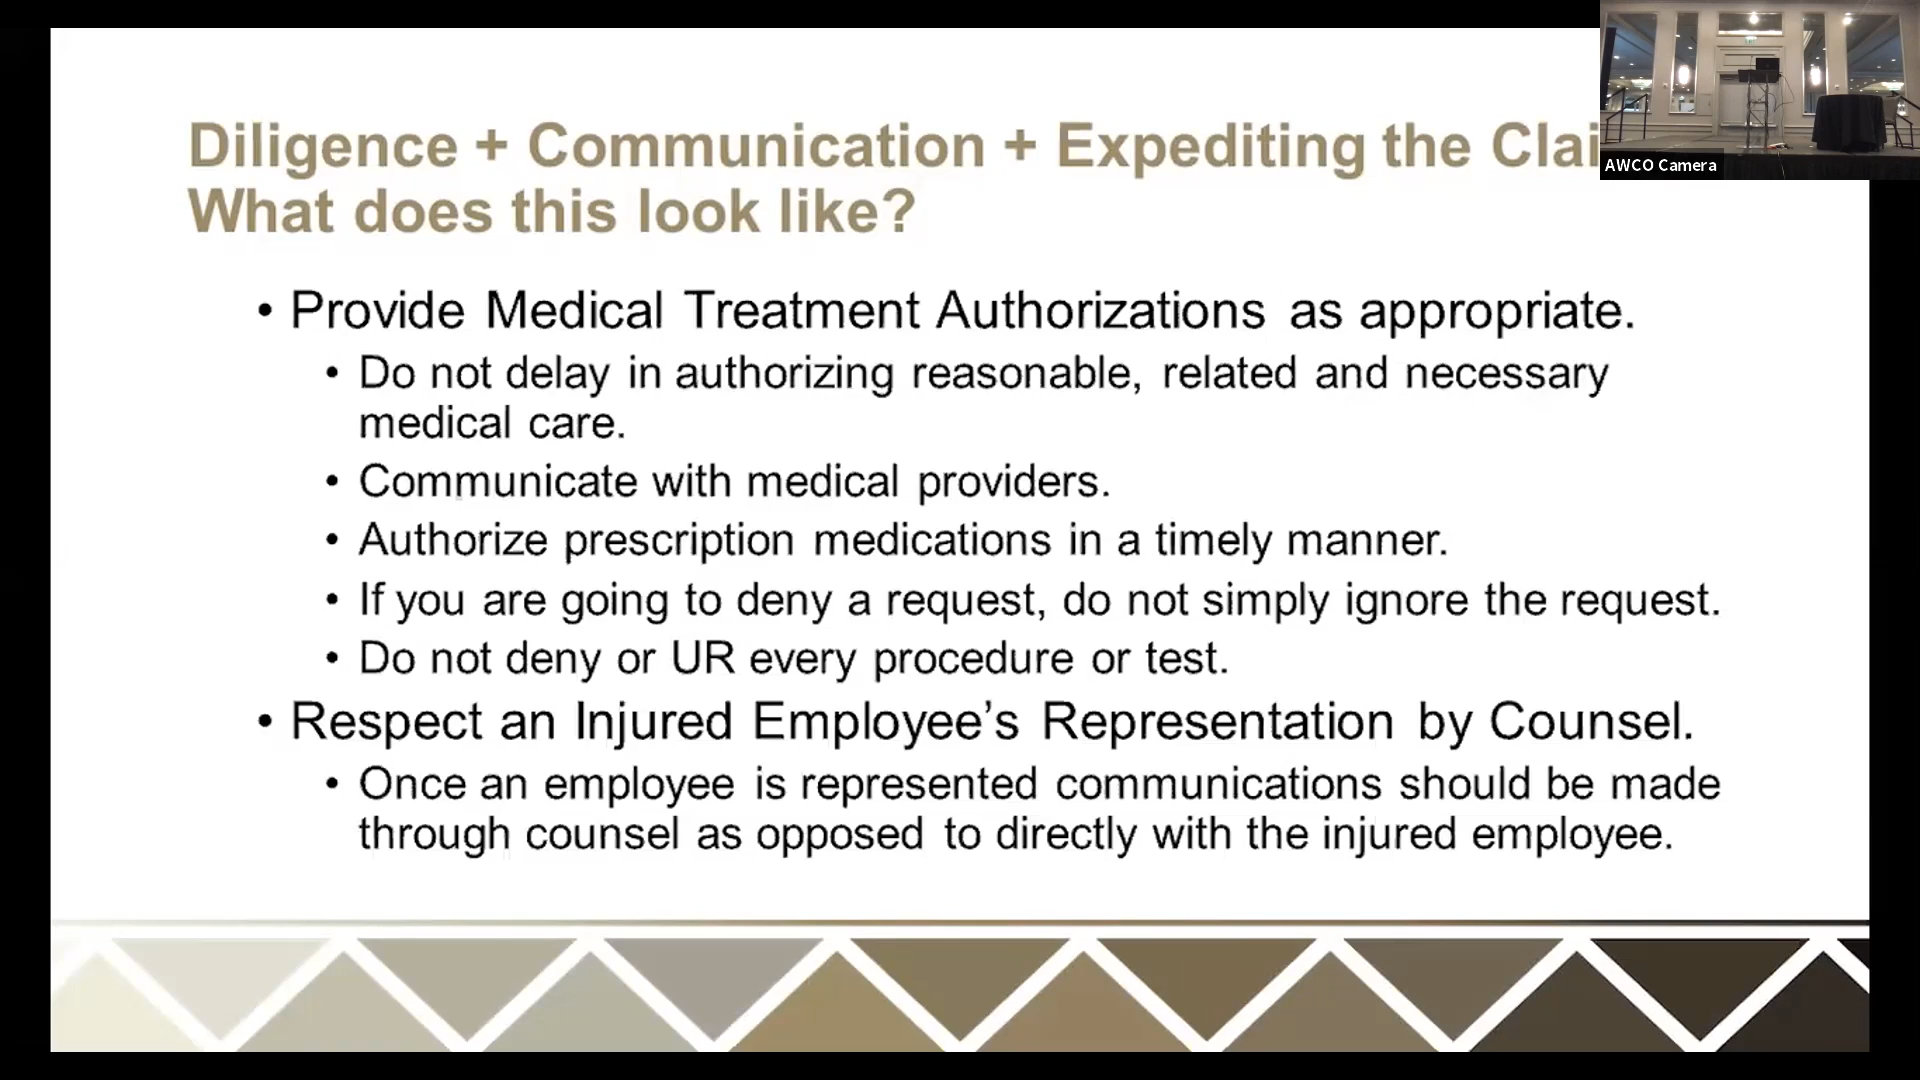 Diligence + Communication + Expediting the Clai
What does this look like?
• Provide Medical Treatment Authorizations as appropriate.
• Do not delay in authorizing reasonable, related and necessary
medical care.
• Communicate with medical providers.
• Authorize prescription medications in a timely manner.
• If you are going to deny a request, do not simply ignore the request.
• Do not deny or UR every procedure or test.
• Respect an Injured Employee’s Representation by Counsel.
• Once an employee is represented communications should be made
through counsel as opposed to directly with the injured employee.
AWCO Camera